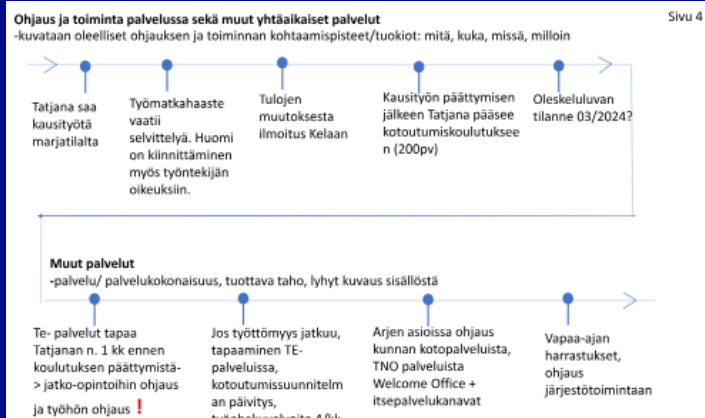 Ohjaus ja toiminta palvelussa sekä muut yhtäaikaiset palvelut
Sivu 4
-kuvataan oleelliset ohjauksen ja toiminnan kohtaamispisteet/tuokiot: mitä, kuka, missä, milloin
Tatjana saa
kausityötä
marjatilalta
Työmatkahaaste
vaatii
selvittelyä. Huomi
on kiinnittäminen
myös työntekijän
oikeuksiin.
Tulojen
muutoksesta
ilmoitus Kelaan
Kausityön päättymisen
jälkeen Tatjana pääsee
kotoutumiskoulutuksee
n (200pv)
Oleskeluluvan
tilanne 03/2024?
Muut palvelut
-palvelu/ palvelukokonaisuus, tuottava taho, lyhyt kuvaus sisällöstä
Te- palvelut tapaa
Tatjanan n. 1 kk ennen
koulutuksen päättymistä-
> jatko-opintoihin ohjaus
ja työhön ohjaus ❗
Jos työttömyys jatkuu,
tapaaminen TE-
palveluissa,
kotoutumissuunnitelm
an päivitys,
työnhakuvelvoite 4/kk
Arjen asioissa ohjaus
kunnan kotopalveluista,
TNO palveluista
Welcome Office +
itsepalvelukanavat
Vapaa-ajan
harrastukset,
ohjaus
järjestötoimintaan